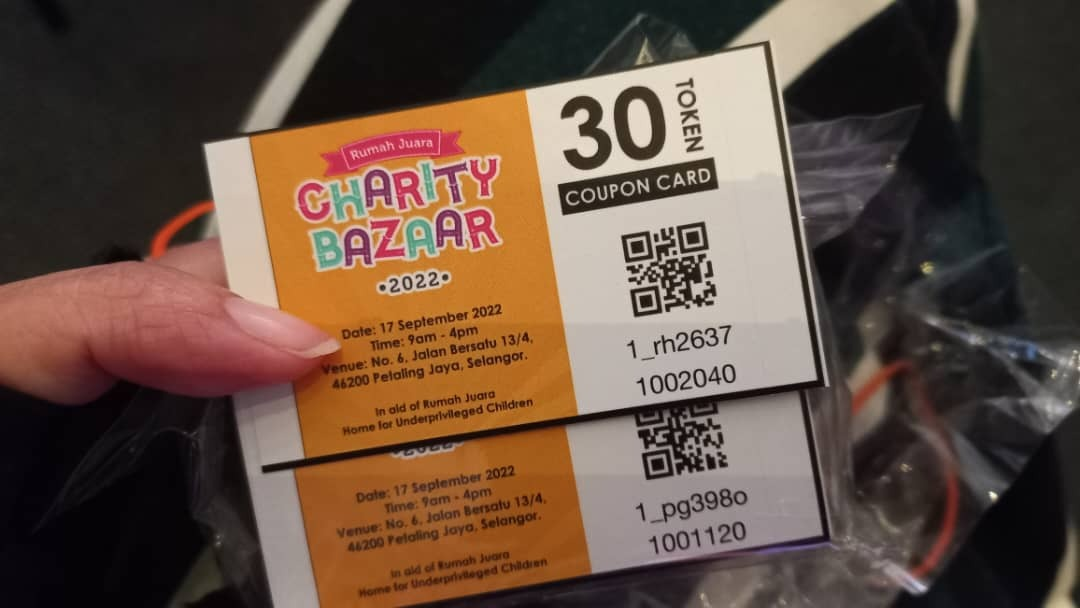 Rumah Juara
CHARITY
BAZAAR
•2022•
Date: 17 September 2022
Time: 9am - 4pm
Venue: No. 6, Jalan Bersatu 13/4,
46200 Petaling Jaya, Selangor.
In aid of Rumah Juara
Home for Underprivileged Children
30
TOKEN
COUPON CARD
1_rh2637
1002040
Date: 17 September 2022
Time: 9am - 4pm
Venue: No. 6, Jalan Bersatu 13/4,
46200 Petaling Jaya, Selangor.
In aid of Rumah Juara
Home for Underprivileged Children
1_pg398o
1001120